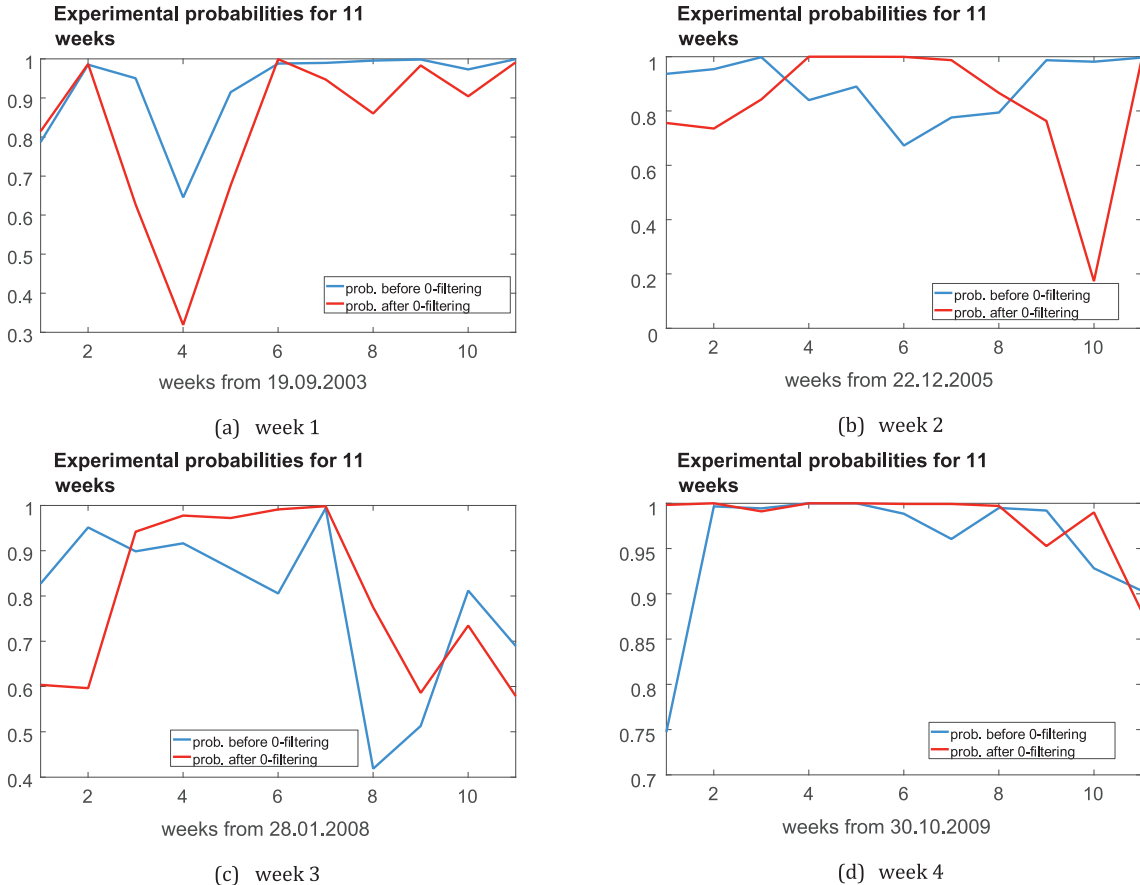 Experimental probabilities for 11
weeks
1
0.9
0.8
0.7
0.6
0.5
0.4
0.3
prob. before 0-filtering
prob. after 0-filtering
2 4 6 8 10
weeks from 19.09.2003
(a) week 1
Experimental probabilities for 11
weeks
1
0.8
0.6
0.4
0.2
0
prob. before 0-filtering
prob. after 0-filtering
2 4 6 8 10
weeks from 22.12.2005
(b) week 2
Experimental probabilities for 11
weeks
1
0.9
0.8
0.7
0.6
0.5
0.4
prob. before 0-filtering
prob. after 0-filtering
2 4 6 8 10
weeks from 28.01.2008
(c) week 3
Experimental probabilities for 11
weeks
1
0.95
0.9
0.85
0.8
0.75
0.7
prob. before 0-filtering
prob. after 0-filtering
2 4 6 8 10
weeks from 30.10.2009
(d) week 4